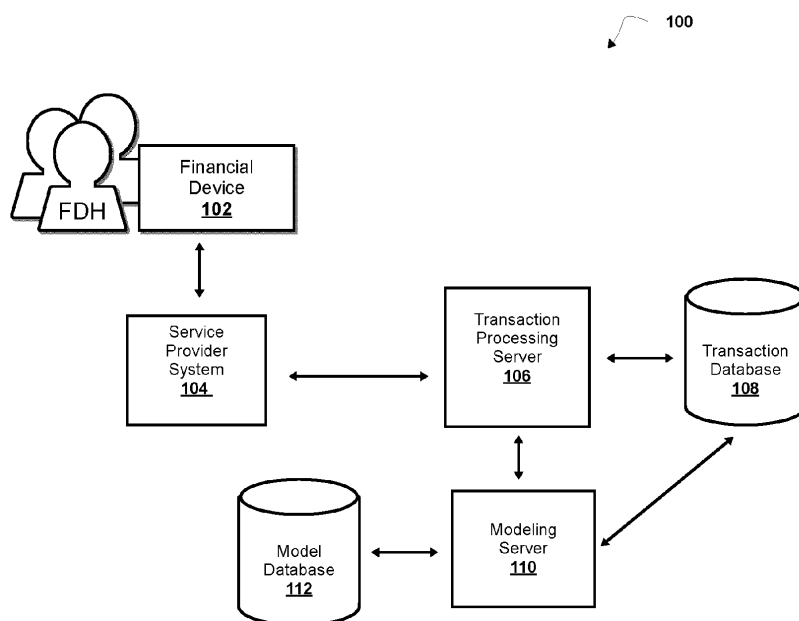 100
Financial
Device
102
FDH
Service
Provider
System
104
Transaction
Processing
Server
106
Transaction
Database
108
Model
Database
112
Modeling
Server
110